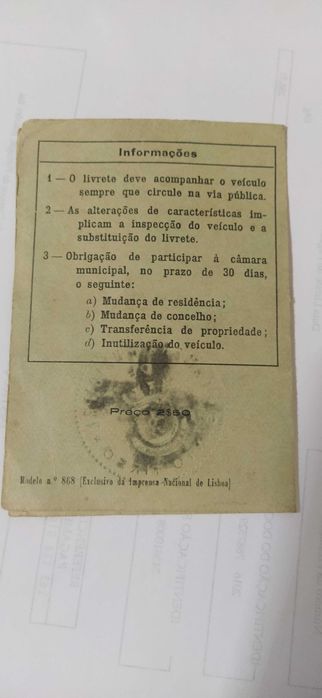 Informações
1 — O livrete deve acompanhar o veículo
sempre que circule na via pública.
2 — As alterações de características im-
plicam a inspecção do veículo e a
substituição do livrete.
3 — Obrigação de participar à câmara
municipal, no prazo de 30 dias,
o seguinte:
a) Mudança de residência;
b) Mudança de concelho;
c) Transferência de propriedade;
d) Inutilização do veículo.
Preço 2$50
Modelo n.º 868 (Exclusivo da Imprensa Nacional de Lisboa)